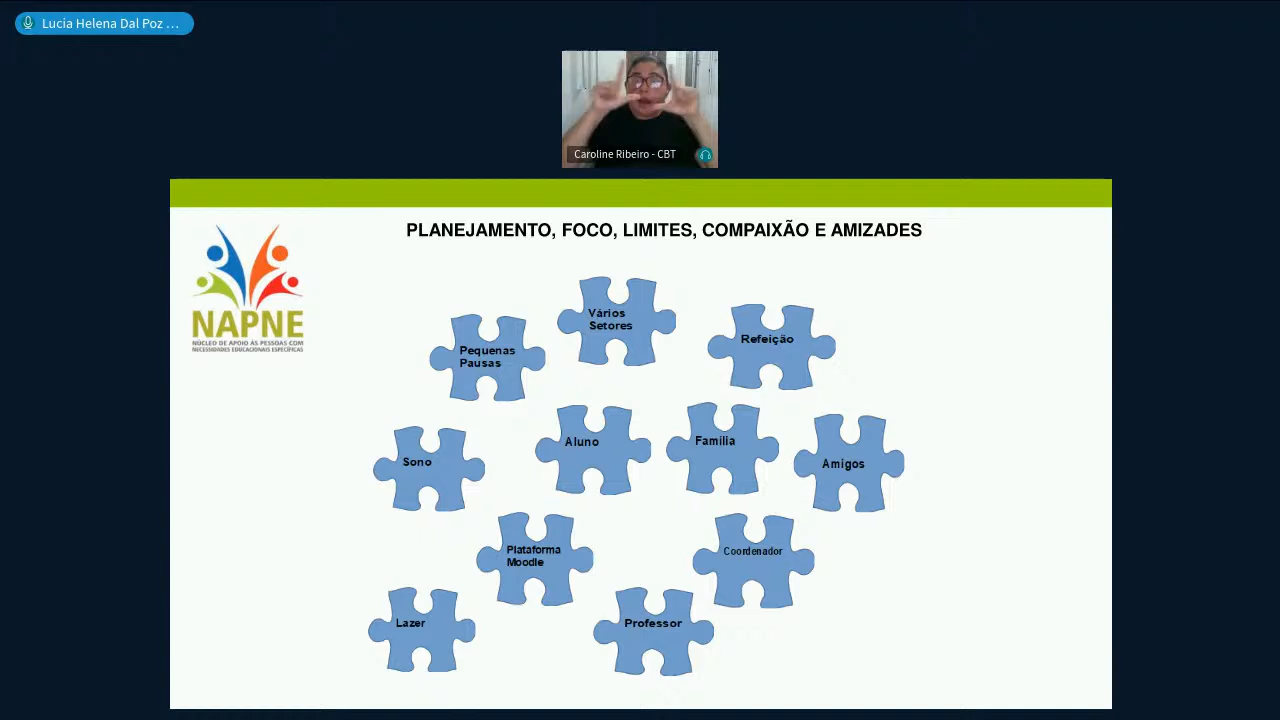 Lucia Helena Dal Poz ...
Caroline Ribeiro - CBT
PLANEJAMENTO, FOCO, LIMITES, COMPAIXÃO E AMIZADES
NAPNE
NÚCLEO DE APOIO ÀS PESSOAS COM
NECESSIDADES EDUCACIONAIS ESPECÍFICAS
Vários
Setores
Refeição
Pequenas
Pausas
Aluno
Familia
Amigos
Sono
Plataforma
Moodle
Coordenador
Lazer
Professor